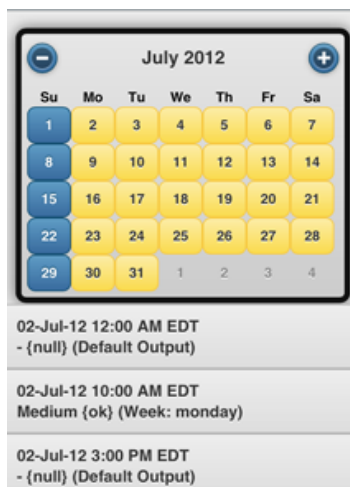 July 2012
Su Mo Tu We Th Fr Sa
1 2 3 4 5 6 7
8 9 10 11 12 13 14
15 16 17 18 19 20 21
22 23 24 25 26 27 28
29 30 31 1 2 3 4
02-Jul-12 12:00 AM EDT
- {null} (Default Output)
02-Jul-12 10:00 AM EDT
Medium {ok} (Week: monday)
02-Jul-12 3:00 PM EDT
- {null} (Default Output)